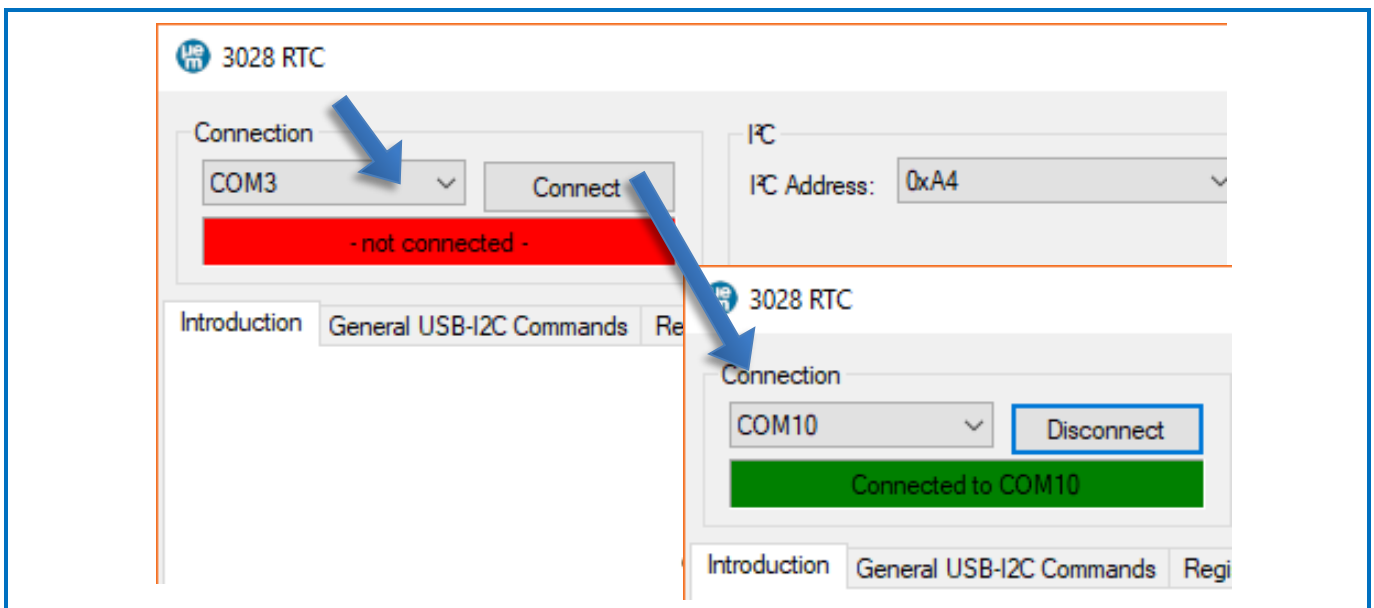 3028 RTC
Connection
COM3
Connect
- not connected -
I²C
I²C Address:
0xA4
Introduction
General USB-I2C Commands
3028 RTC
Connection
COM10
Disconnect
Connected to COM10
Introduction
General USB-I2C Commands